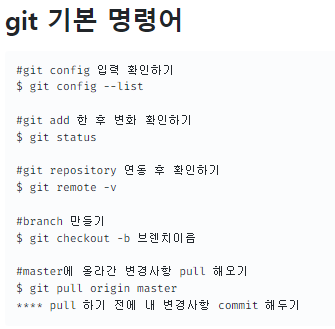 git 기본 명령어
#git config 입력 확인하기
$ git config --list
#git add 한 후 변화 확인하기
$ git status
#git repository 연동 후 확인하기
$ git remote -v
#branch 만들기
$ git checkout -b 브렌치이음
#master에 올라간 변경사항 pull 해오기
$ git pull origin master
**** pull 하기 전에 내 변경사항 commit 해두기